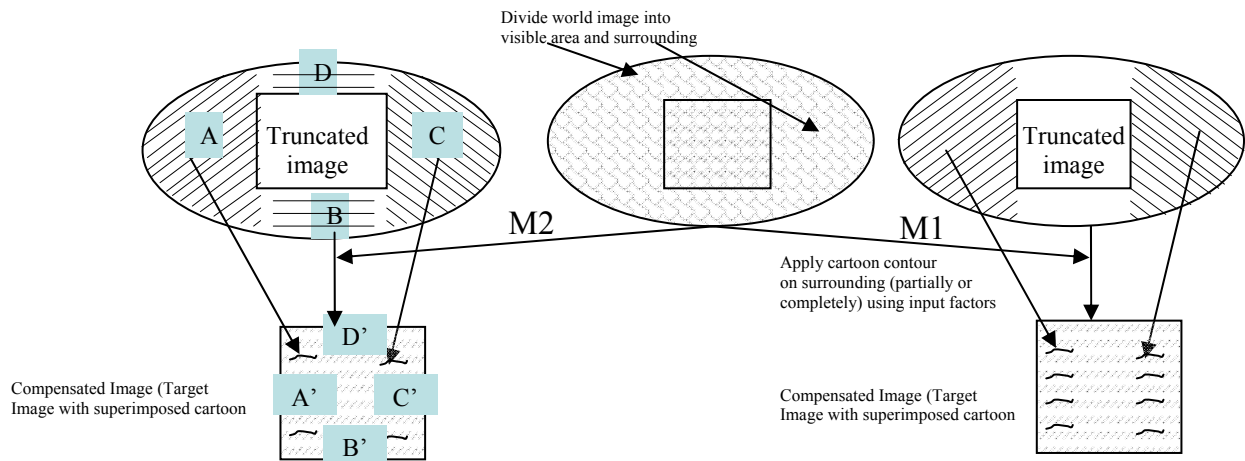 Divide world image into
visible area and surrounding
D
A
Truncated
image
C
B
Truncated
image
M2
M1
Apply cartoon contour
on surrounding (partially or
completely) using input factors
D’
A’
C’
B’
Compensated Image (Target
Image with superimposed cartoon
Compensated Image (Target
Image with superimposed cartoon